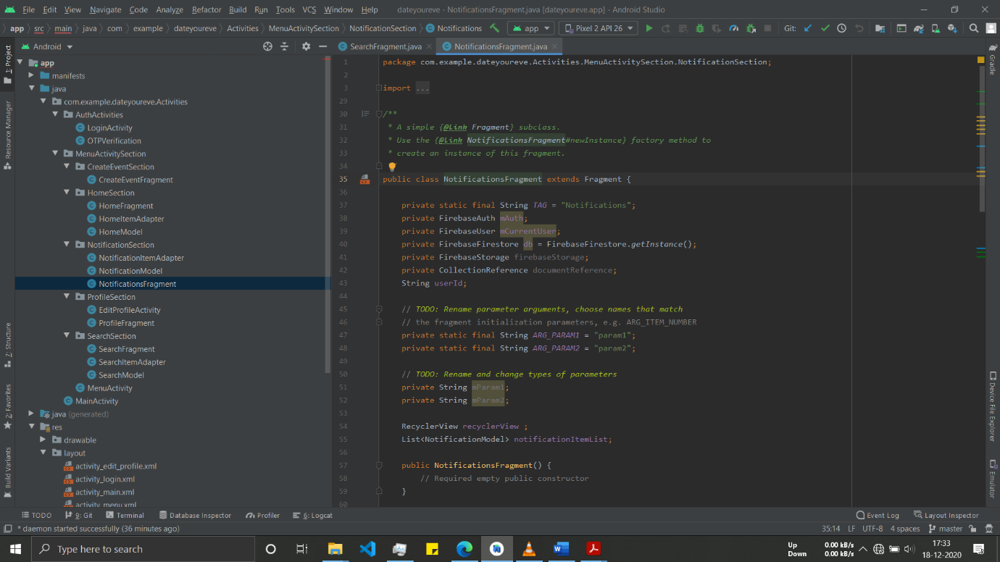 File Edit View Navigate Code Analyze Refactor Build Run Tools VCS Window Help dateyoureve - NotificationsFragment.java [dateyoureve.app] - Android Studio
app src main java com example dateyoureve Activities MenuActivitySection NotificationSection Notifications app Pixel 2 API 26 Git:
Android
SearchFragment.java NotificationsFragment.java
1: Project
Resource Manager
Z: Structure
2: Favorites
Build Variants
app
manifests
java
com.example.dateyoureve.Activities
AuthActivities
LoginActivity
OTPVerification
MenuActivitySection
CreateEventSection
CreateEventFragment
HomeSection
HomeFragment
HomeItemAdapter
HomeModel
NotificationSection
NotificationItemAdapter
NotificationModel
NotificationsFragment
ProfileSection
EditProfileActivity
ProfileFragment
SearchSection
SearchFragment
SearchItemAdapter
SearchModel
MenuActivity
MainActivity
java (generated)
res
drawable
layout
activity_edit_profile.xml
activity_login.xml
activity_main.xml
activity_menu.xml
1 package com.example.dateyoureve.Activities.MenuActivitySection.NotificationSection;
2
3 import ...
29
30 /**
31 * A simple {@link Fragment} subclass.
32 * Use the {@link NotificationsFragment#newInstance} factory method to
33 * create an instance of this fragment.
34
35 public class NotificationsFragment extends Fragment {
36
37 private static final String TAG = "Notifications";
38 private FirebaseAuth mAuth;
39 private FirebaseUser mCurrentUser;
40 private FirebaseFirestore db = FirebaseFirestore.getInstance();
41 private FirebaseStorage firebaseStorage;
42 private CollectionReference documentReference;
43 String userId;
44
45 // TODO: Rename parameter arguments, choose names that match
46 // the fragment initialization parameters, e.g. ARG_ITEM_NUMBER
47 private static final String ARG_PARAM1 = "param1";
48 private static final String ARG_PARAM2 = "param2";
49
50 // TODO: Rename and change types of parameters
51 private String mParam1;
52 private String mParam2;
53
54 RecyclerView recyclerView ;
55 List<NotificationModel> notificationItemList;
56
57 public NotificationsFragment() {
58 // Required empty public constructor
59 }
60
Gradle
Device File Explorer
Emulator
TODO 9: Git Terminal Database Inspector Profiler 6: Logcat Event Log Layout Inspector
* daemon started successfully (36 minutes ago) 35:14 LF UTF-8 4 spaces master
Type here to search
Up 0.00 kB/s
Down 0.00 kB/s
17:33
18-12-2020